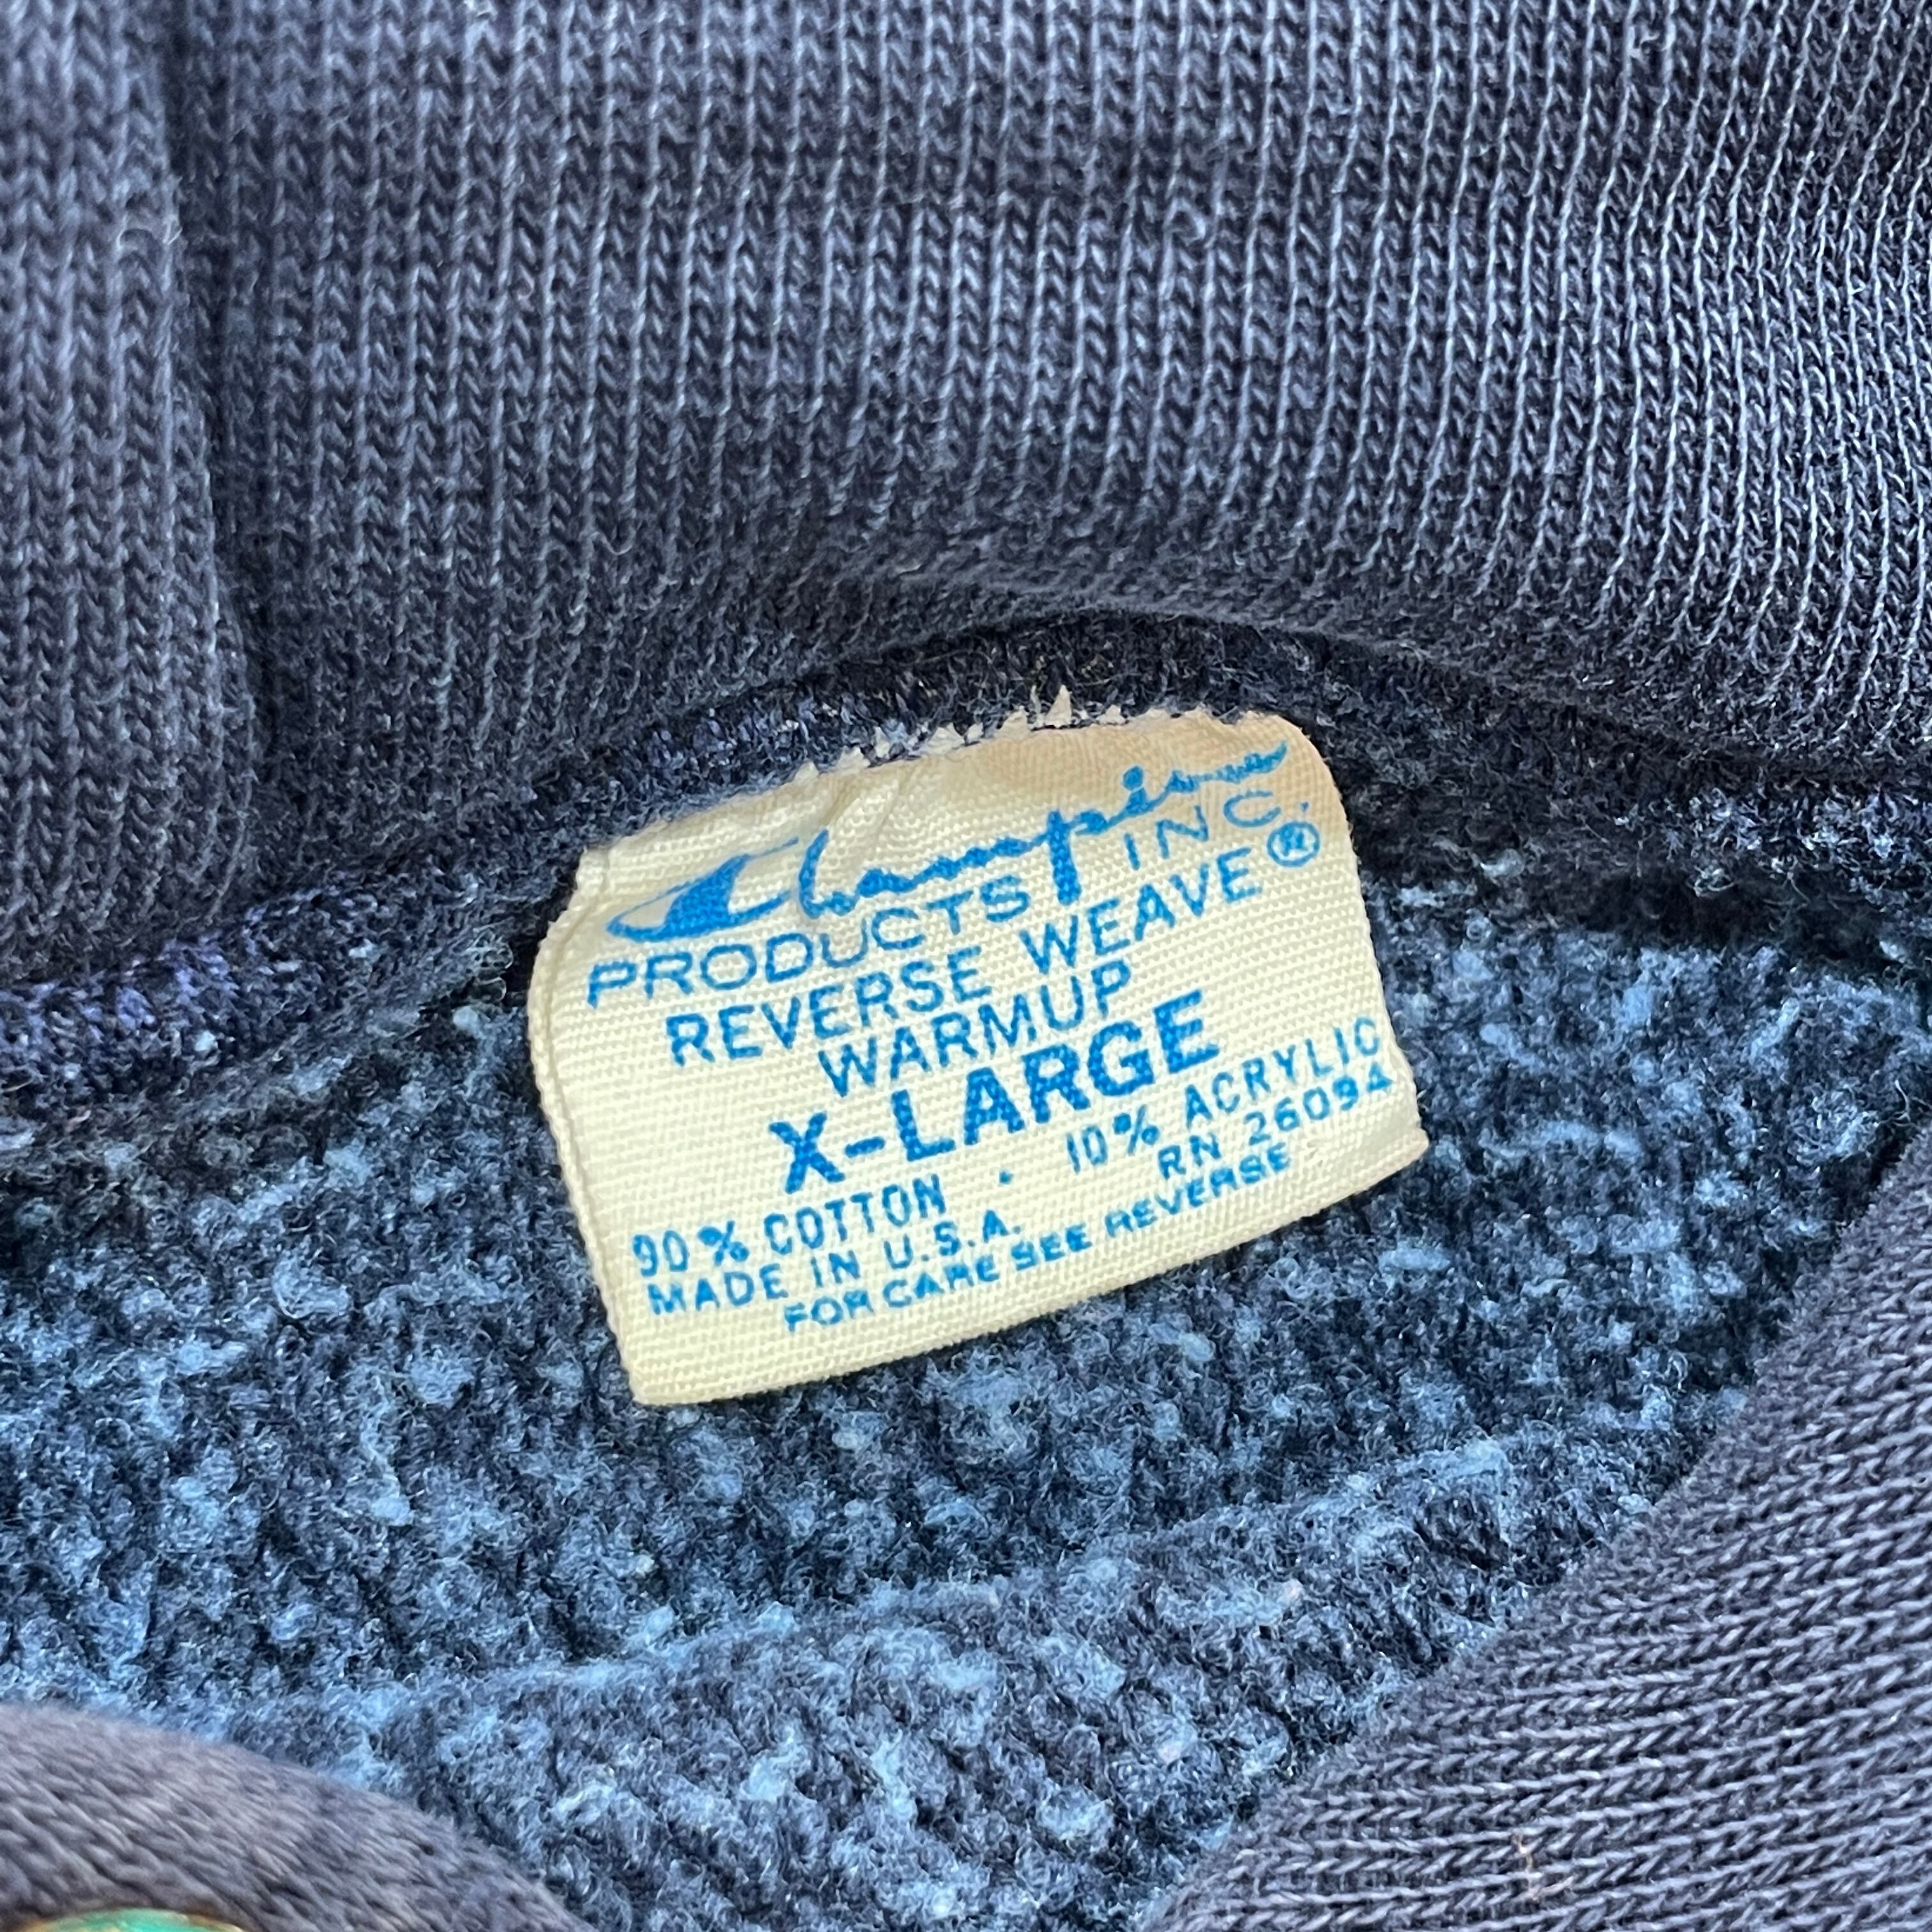 Champion
PRODUCTS INC.
REVERSE WEAVE ®
WARMUP
X-LARGE
90% COTTON · 10% ACRYLIC
MADE IN U.S.A. RN 26094
FOR CARE SEE REVERSE